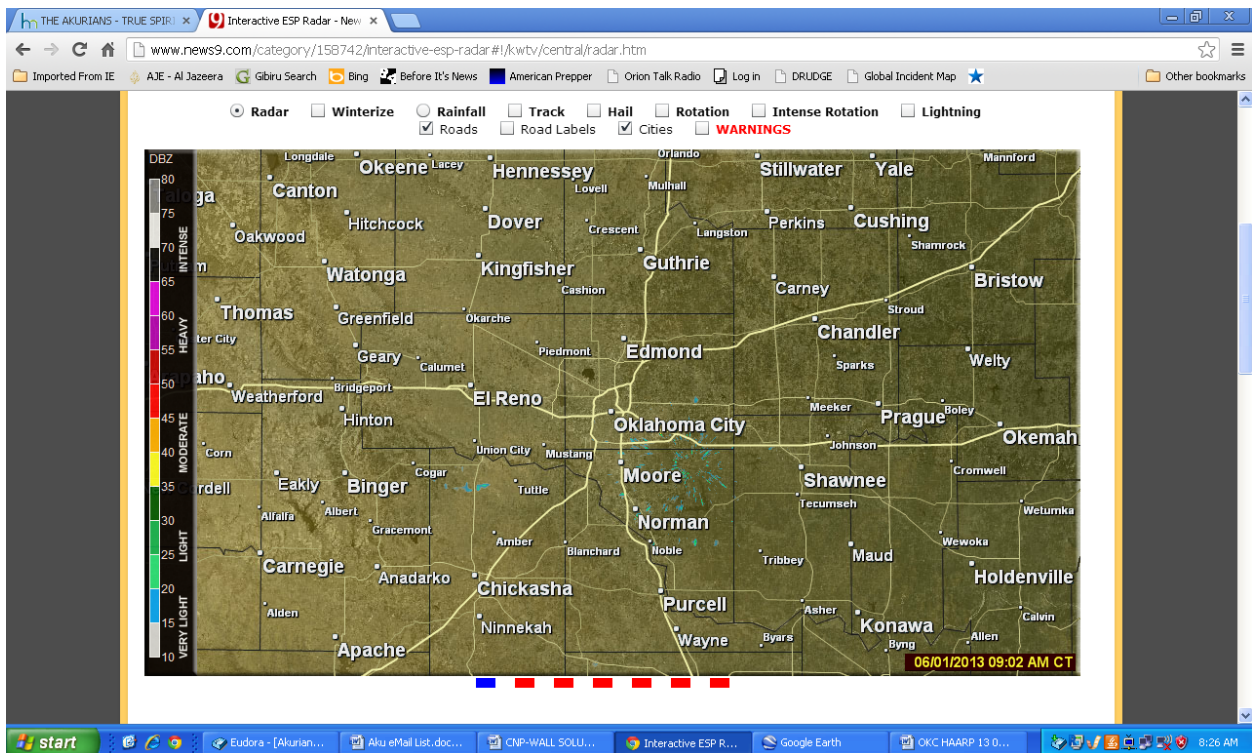 THE AKURIANS - TRUE SPIRI
Interactive ESP Radar - New
www.news9.com/category/158742/interactive-esp-radar#!/kwtv/central/radar.htm
Imported From IE AJE - Al Jazeera Gibiru Search Bing Before It's News American Prepper Orion Talk Radio Log in DRUDGE Global Incident Map Other bookmarks
Radar Winterize Rainfall Track Hail Rotation Intense Rotation Lightning
Roads Road Labels Cities WARNINGS
DBZ Longdale Okeene Lacey Hennessey Orlando Stillwater Yale Mannford
80 Canton Lovell Mulhall
75 Hitchcock Dover Crescent Langston Perkins Cushing
Oakwood Shamrock
70 INTENSE Watonga Kingfisher Guthrie Bristow
65 Cashion Carney
60 Thomas Greenfield Okarche Stroud
HEAVY ter City Chandler
55 Geary Calumet Piedmont Edmond Sparks Welty
50 aho Weatherford Bridgeport El Reno
45 Hinton Oklahoma City Meeker Prague Boley
MODERATE Okemah
40 Corn Union City Mustang Johnson
35 rdell Eakly Binger Cogar Tuttle Moore Shawnee Cromwell
30 Alfalfa Albert Gracemont Norman Tecumseh Wetumka
25 LIGHT Carnegie Anadarko Amber Blanchard Noble Tribbey Maud Wewoka
20 Chickasha Holdenville
15 Alden Purcell Asher Calvin
VERY LIGHT Ninnekah Wayne Byars Konawa Allen
10 Apache Byng
06/01/2013 09:02 AM CT
start Eudora - [Akurian... Aku eMail List.doc... CNP-WALL SOLU... Interactive ESP R... Google Earth OKC HAARP 13 0... 8:26 AM